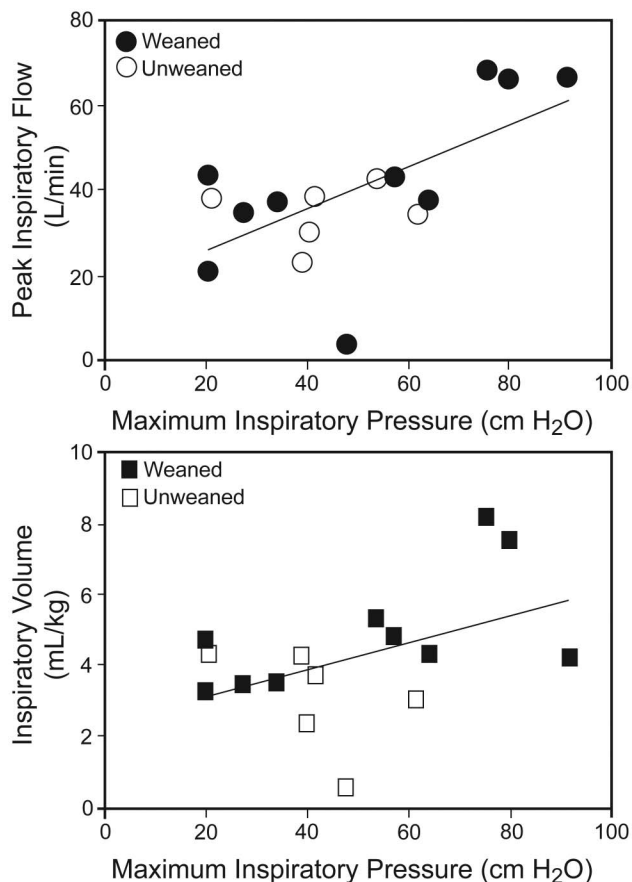 80
Weaned
Unweaned
60
40
20
0
0 20 40 60 80 100
Peak Inspiratory Flow
(L/min)
Maximum Inspiratory Pressure (cm H₂O)
10
Weaned
Unweaned
8
6
4
2
0
0 20 40 60 80 100
Inspiratory Volume
(mL/kg)
Maximum Inspiratory Pressure (cm H₂O)